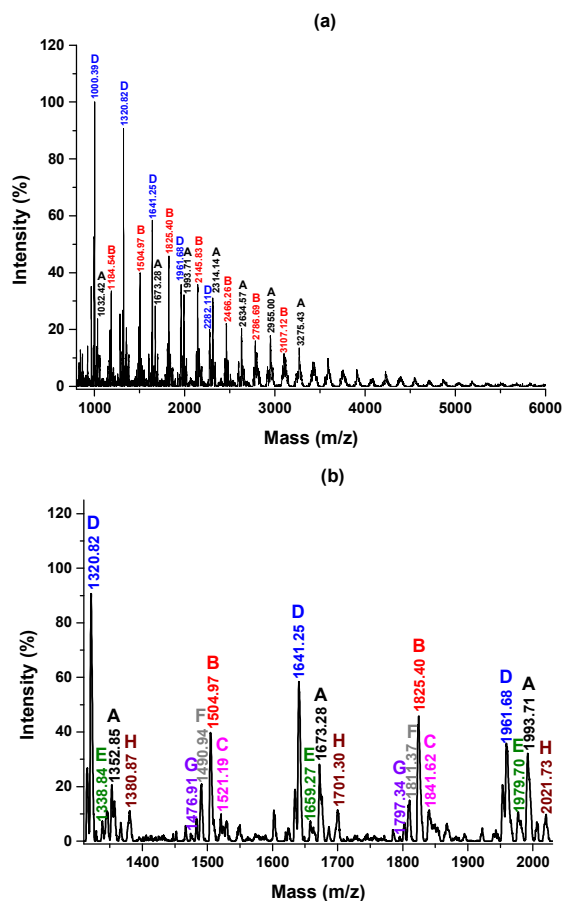 (a)
120
100
80
60
40
20
0
Intensity (%)
1000.39 D
1032.42 A
1184.54 B
1320.82 D
1504.97 B
1641.25 D
1673.28 A
1825.40 B
1961.68 D
1993.71 A
2145.83 B
2282.11 D
2314.14 A
2466.26 B
2634.57 A
2786.69 B
2955.00 A
3107.12 B
3275.43 A
1000
2000
3000
4000
5000
6000
Mass (m/z)
(b)
120
100
80
60
40
20
0
Intensity (%)
D
1320.82
E
1338.84
A
1352.85
H
1380.87
G
1476.91
F
1490.94
B
1504.97
C
1521.19
D
1641.25
E
1659.27
A
1673.28
H
1701.30
G
1797.34
F
1811.37
B
1825.40
C
1841.62
D
1961.68
E
1979.70
A
1993.71
H
2021.73
1400
1500
1600
1700
1800
1900
2000
Mass (m/z)